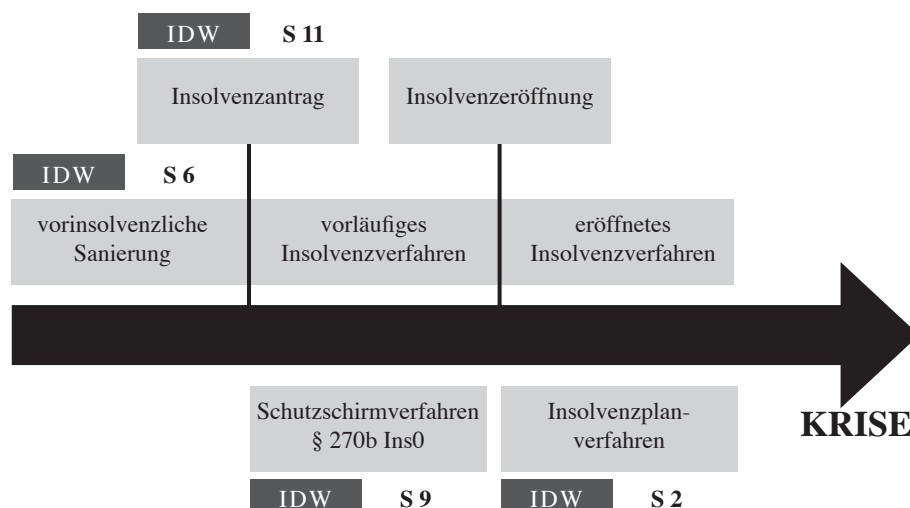 IDW S 11
Insolvenzantrag
Insolvenzeröffnung
IDW S 6
vorinsolvenzliche
Sanierung
vorläufiges
Insolvenzverfahren
eröffnetes
Insolvenzverfahren
Schutzschirmverfahren
§ 270b Ins0
Insolvenzplan-
verfahren
KRISE
IDW S 9
IDW S 2